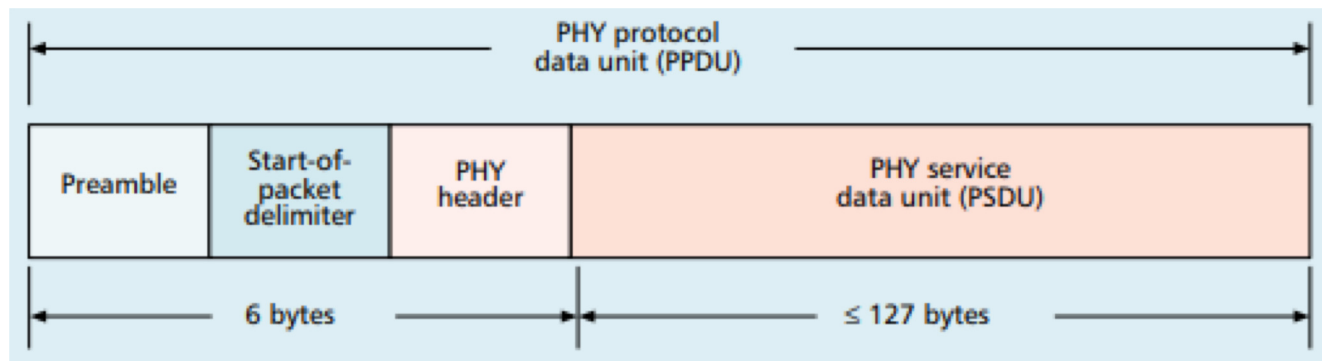 PHY protocol
data unit (PPDU)
Preamble
Start-of-
packet
delimiter
PHY
header
PHY service
data unit (PSDU)
6 bytes
≤ 127 bytes